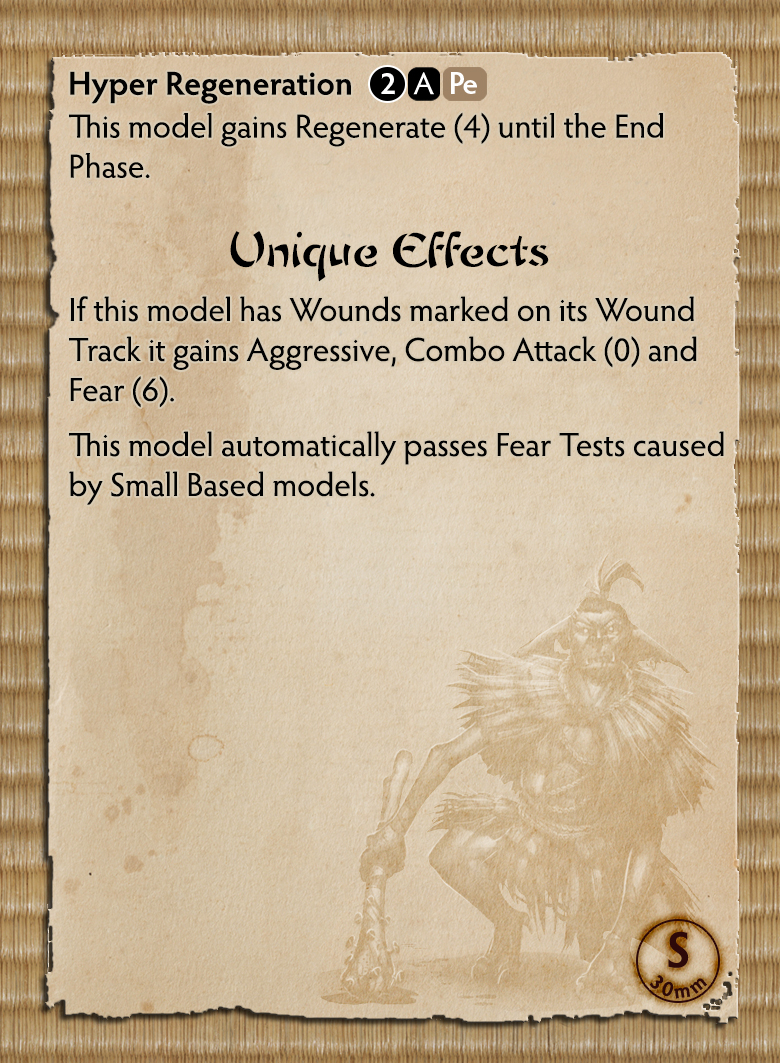 Hyper Regeneration 2 A Pe
This model gains Regenerate (4) until the End
Phase.
Unique Effects
If this model has Wounds marked on its Wound
Track it gains Aggressive, Combo Attack (0) and
Fear (6).
This model automatically passes Fear Tests caused
by Small Based models.
S
30mm